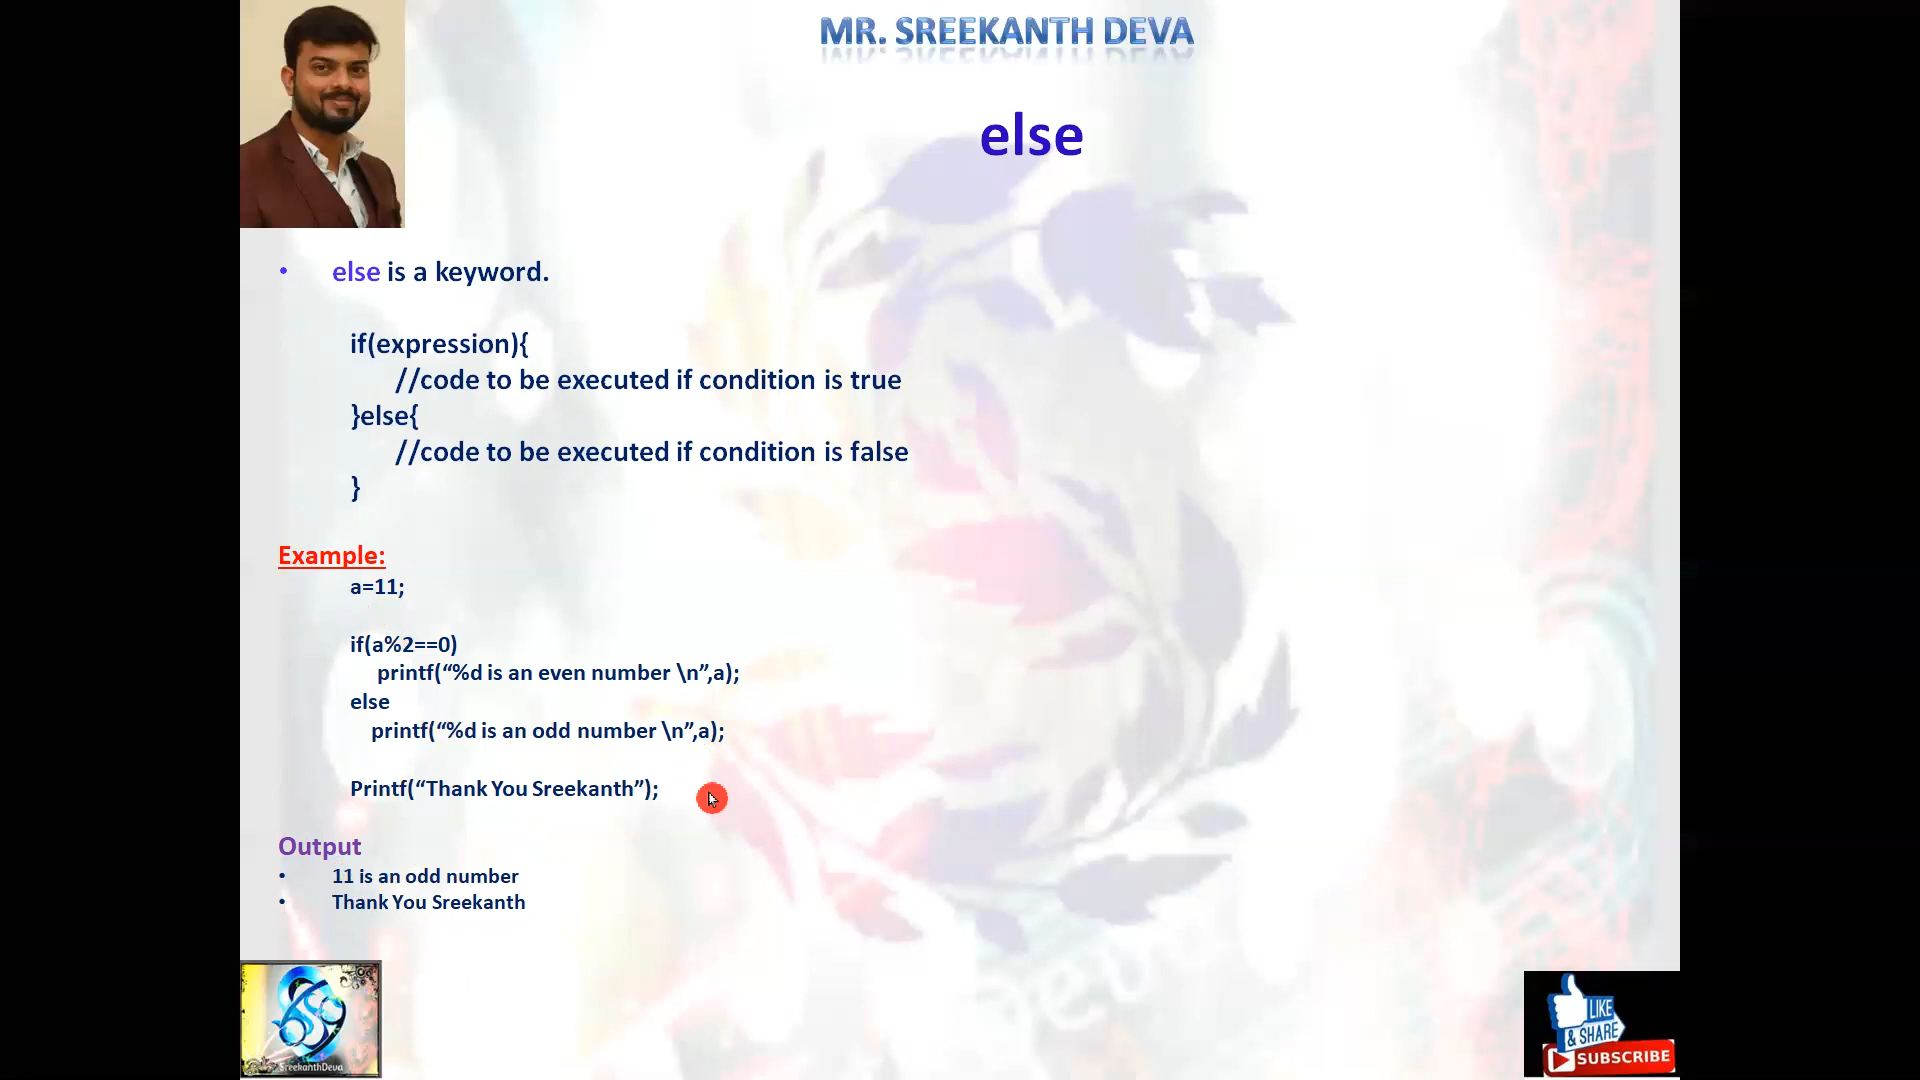 MR. SREEKANTH DEVA
else
• else is a keyword.
if(expression){
//code to be executed if condition is true
}else{
//code to be executed if condition is false
}
Example:
a=11;
if(a%2==0)
printf(“%d is an even number \n”,a);
else
printf(“%d is an odd number \n”,a);
Printf(“Thank You Sreekanth”);
Output
• 11 is an odd number
• Thank You Sreekanth
SreekanthDeva
LIKE
& SHARE
SUBSCRIBE